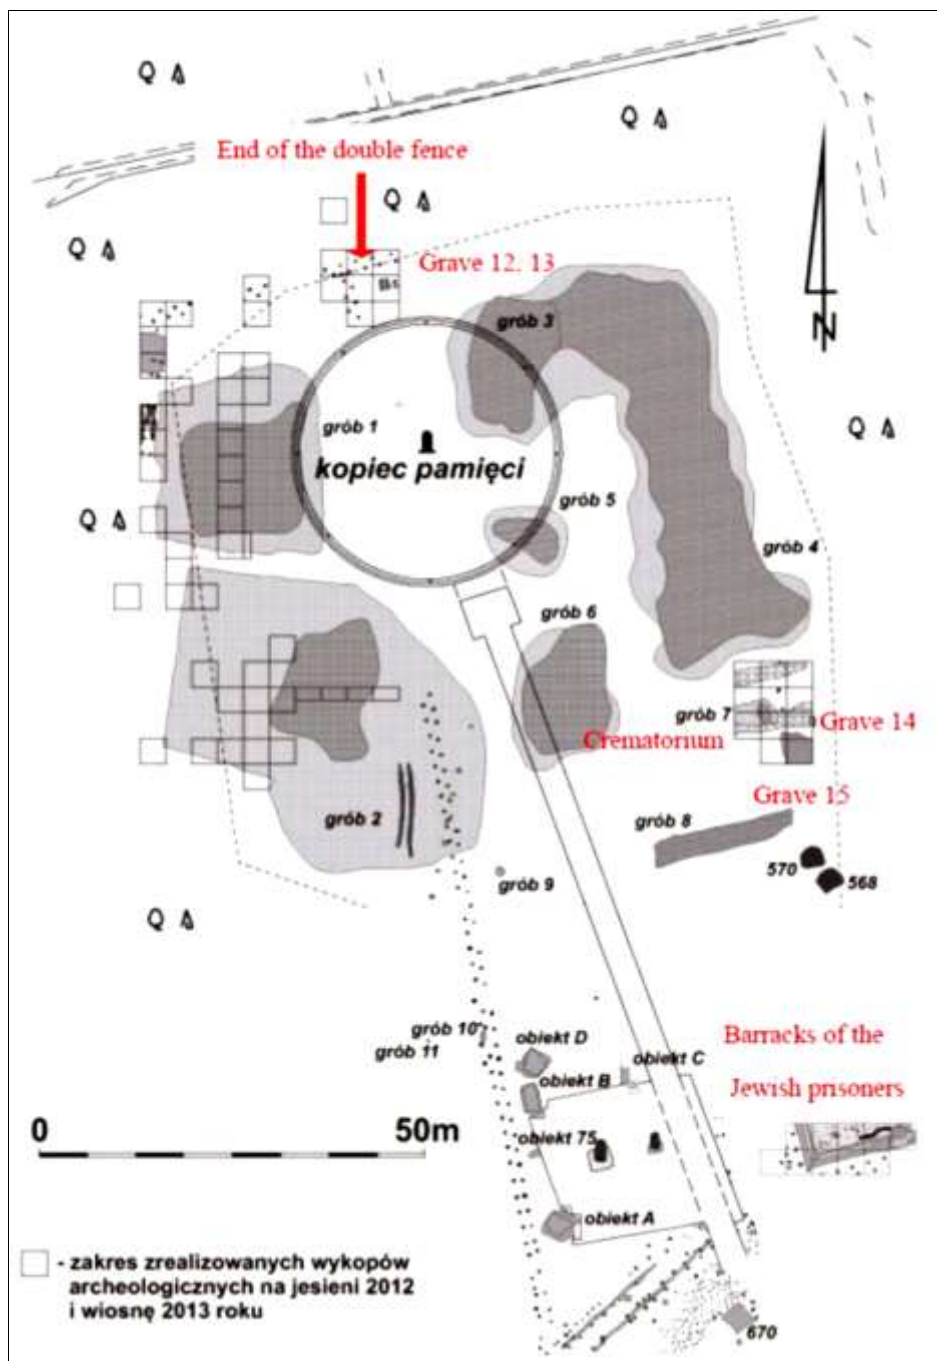 Q
Q
End of the double fence
Q
Q
Grave 12. 13
grób 3
N
grób 1
kopiec pamięci
Q
Q
grób 5
grób 4
grób 6
grób 7
Grave 14
Crematorium
Grave 15
grób 2
grób 8
570
568
grób 9
Q
grób 10
grób 11
obiekt D
obiekt C
Barracks of the
Jewish prisoners
obiekt B
0 50m
obiekt 75
obiekt A
- zakres zrealizowanych wykopów
archeologicznych na jesieni 2012
i wiosnę 2013 roku
670